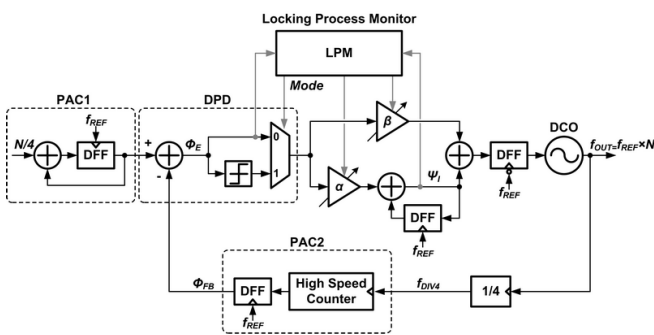 Locking Process Monitor
LPM
Mode
PAC1
DPD
N/4
f_REF
DFF
+
-
Φ_E
0
1
β
α
Ψ_I
DFF
f_REF
DFF
f_REF
DCO
f_OUT=f_REF×N
PAC2
Φ_FB
DFF
f_REF
High Speed
Counter
f_DIV4
1/4